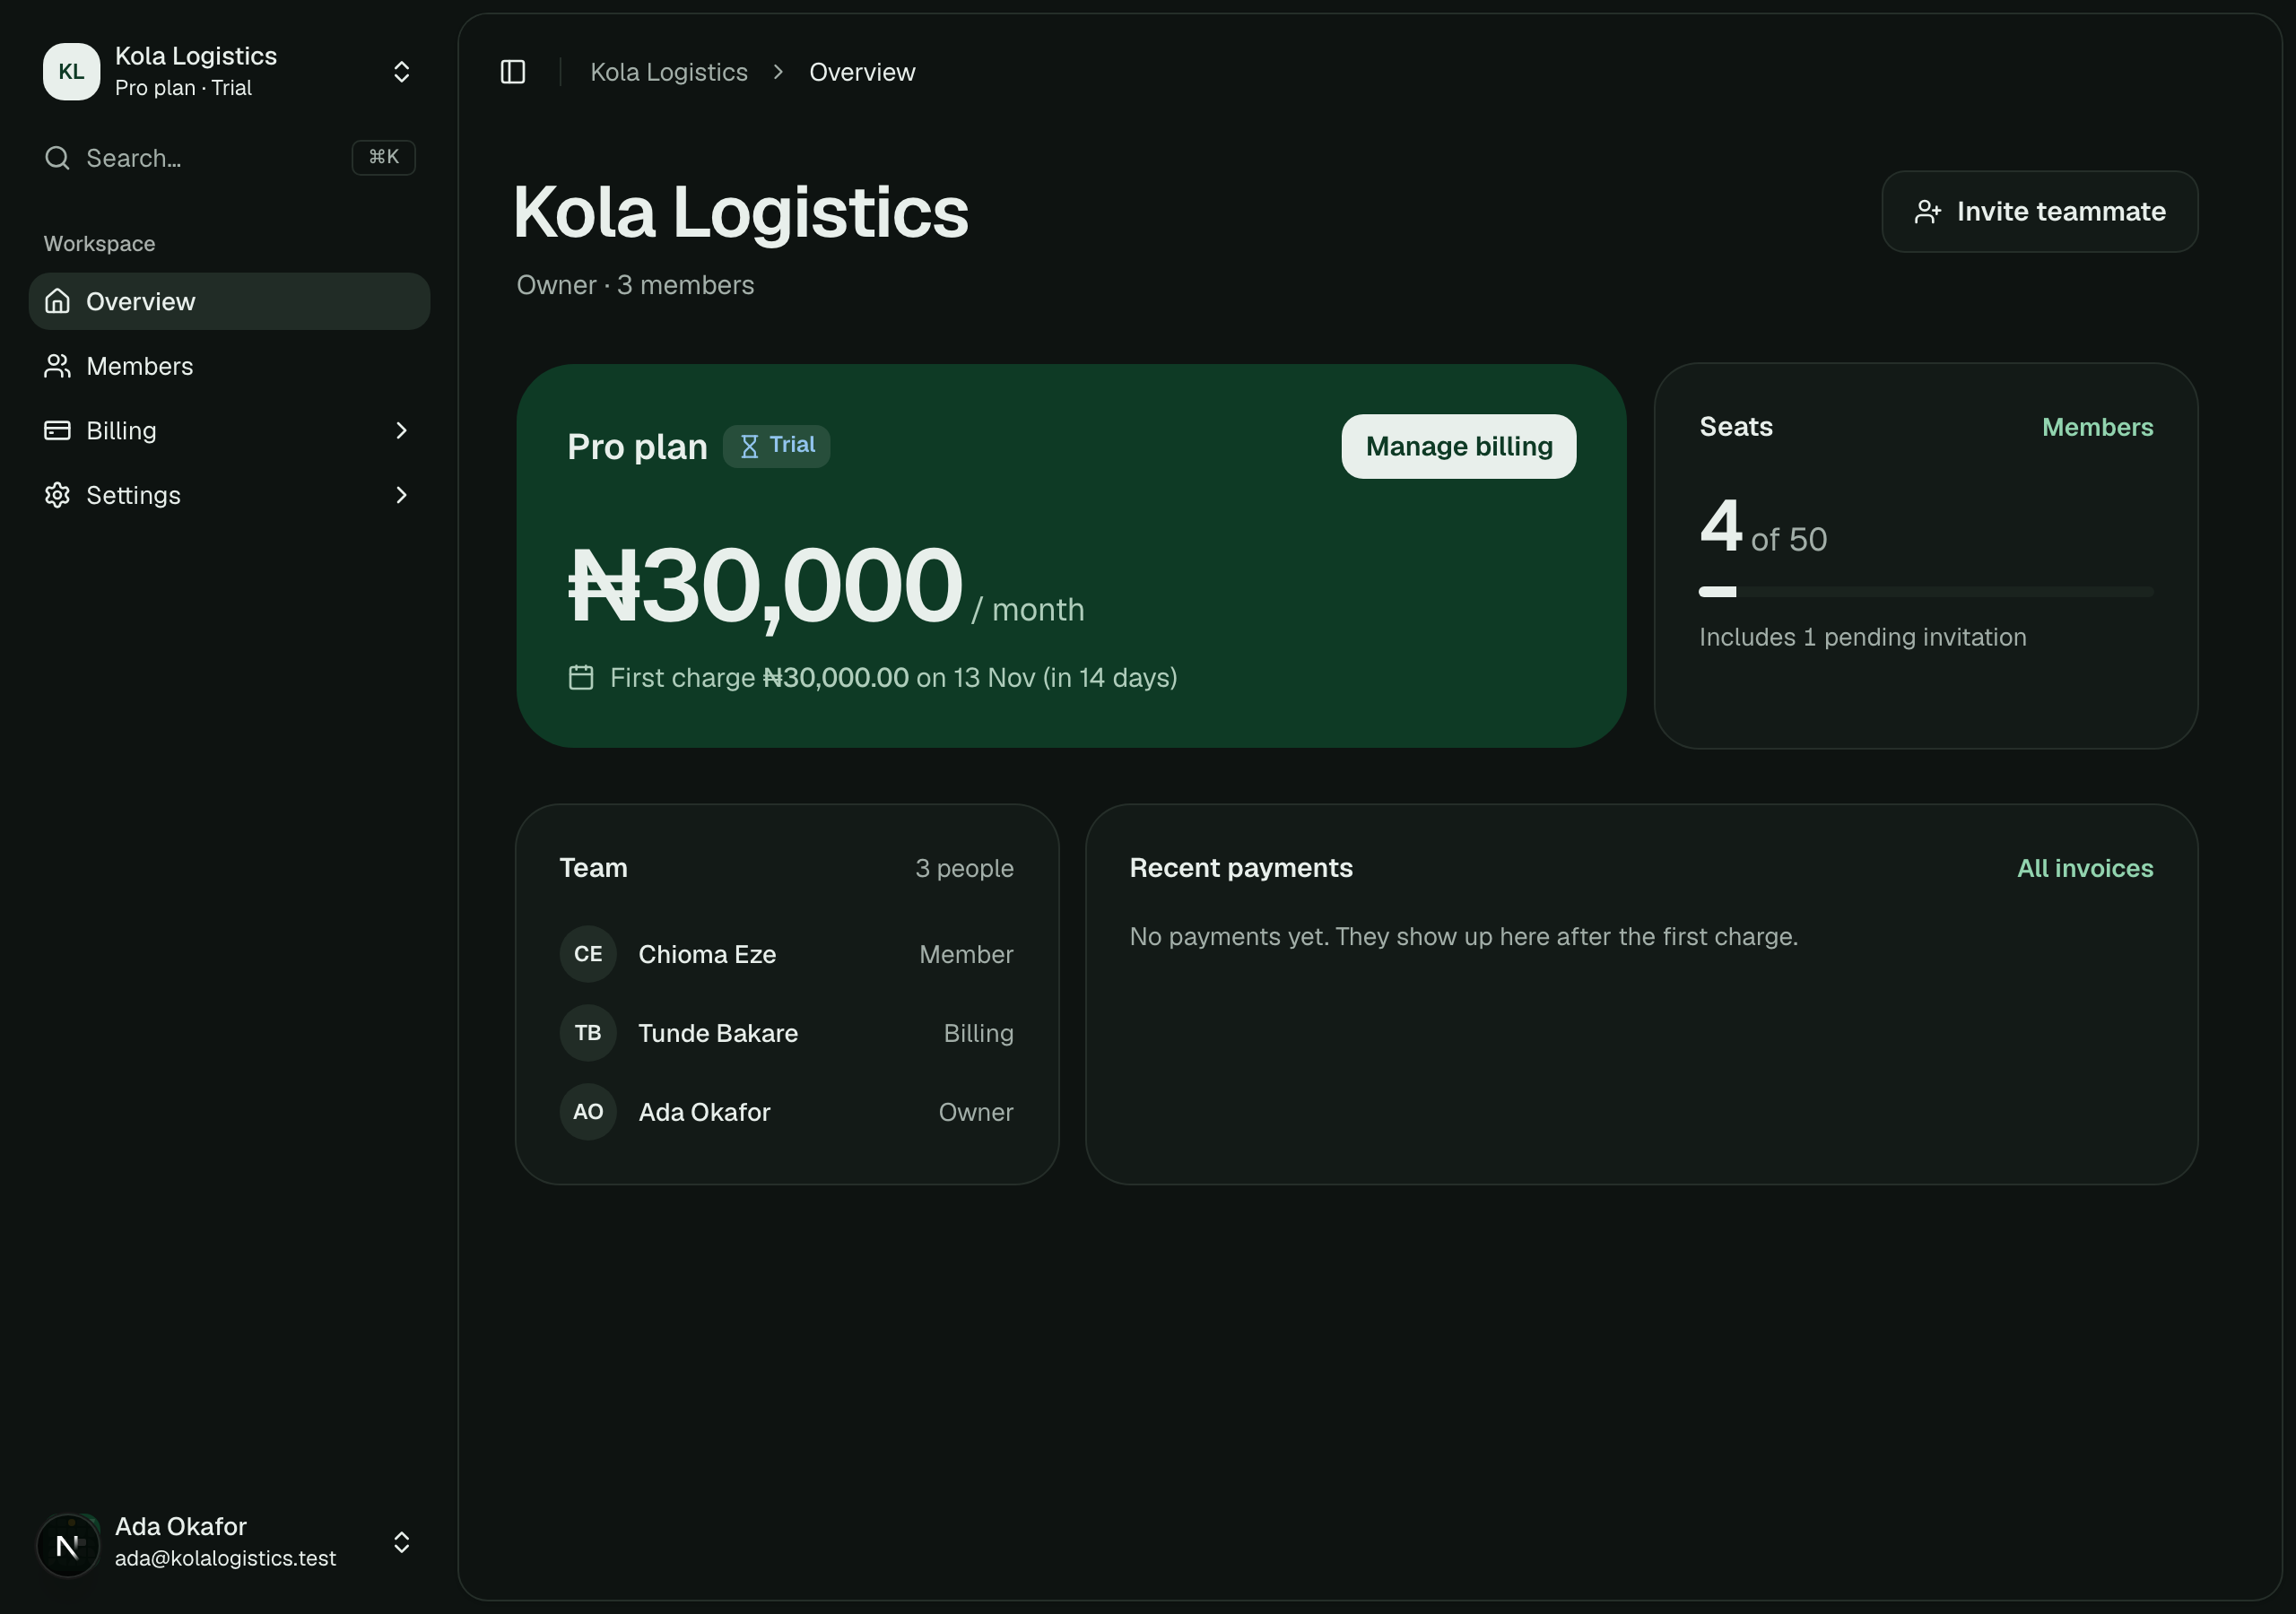 KL
Kola Logistics
Pro plan · Trial
Search...
⌘K
Workspace
Overview
Members
Billing
Settings
Kola Logistics > Overview
Kola Logistics
Owner · 3 members
Invite teammate
Pro plan
Trial
Manage billing
₦30,000 / month
First charge ₦30,000.00 on 13 Nov (in 14 days)
Seats
Members
4 of 50
Includes 1 pending invitation
Team
3 people
CE Chioma Eze Member
TB Tunde Bakare Billing
AO Ada Okafor Owner
Recent payments
All invoices
No payments yet. They show up here after the first charge.
N
Ada Okafor
ada@kolalogistics.test